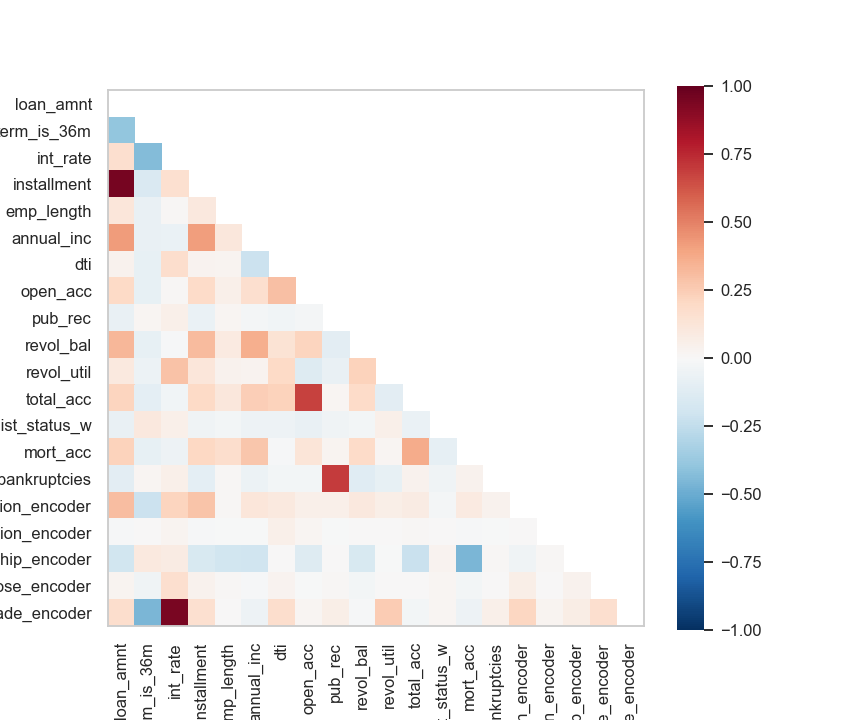 loan_amnt
erm_is_36m
int_rate
installment
emp_length
annual_inc
dti
open_acc
pub_rec
revol_bal
revol_util
total_acc
ist_status_w
mort_acc
bankruptcies
ion_encoder
ion_encoder
hip_encoder
ose_encoder
ade_encoder
loan_amnt
m_is_36m
int_rate
nstallment
mp_length
annual_inc
dti
open_acc
pub_rec
revol_bal
revol_util
total_acc
_status_w
mort_acc
nkruptcies
n_encoder
n_encoder
o_encoder
e_encoder
e_encoder
1.00
0.75
0.50
0.25
0.00
−0.25
−0.50
−0.75
−1.00